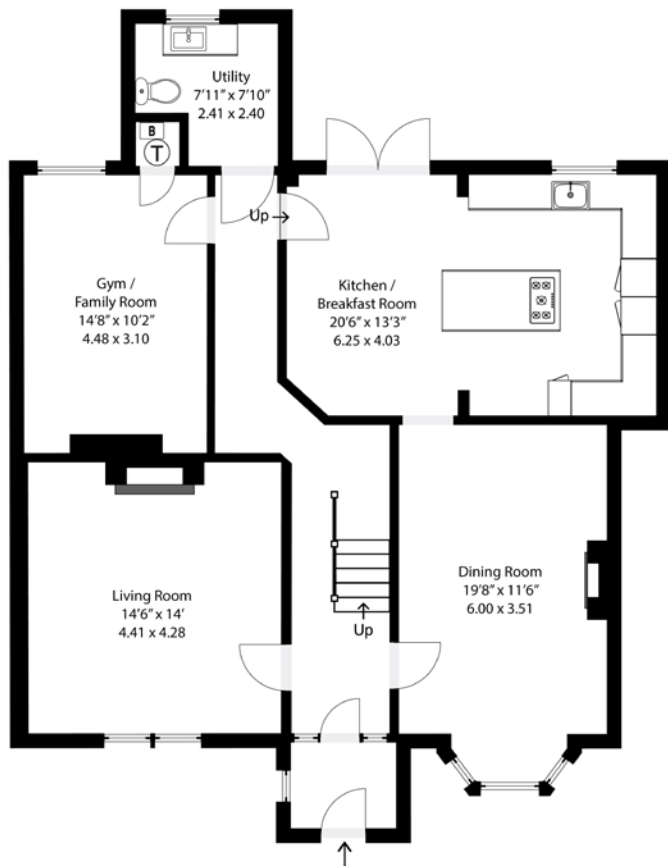 Utility
7'11" x 7'10"
2.41 x 2.40
B
T
Up
Gym /
Family Room
14'8" x 10'2"
4.48 x 3.10
Kitchen /
Breakfast Room
20'6" x 13'3"
6.25 x 4.03
Living Room
14'6" x 14'
4.41 x 4.28
Up
Dining Room
19'8" x 11'6"
6.00 x 3.51